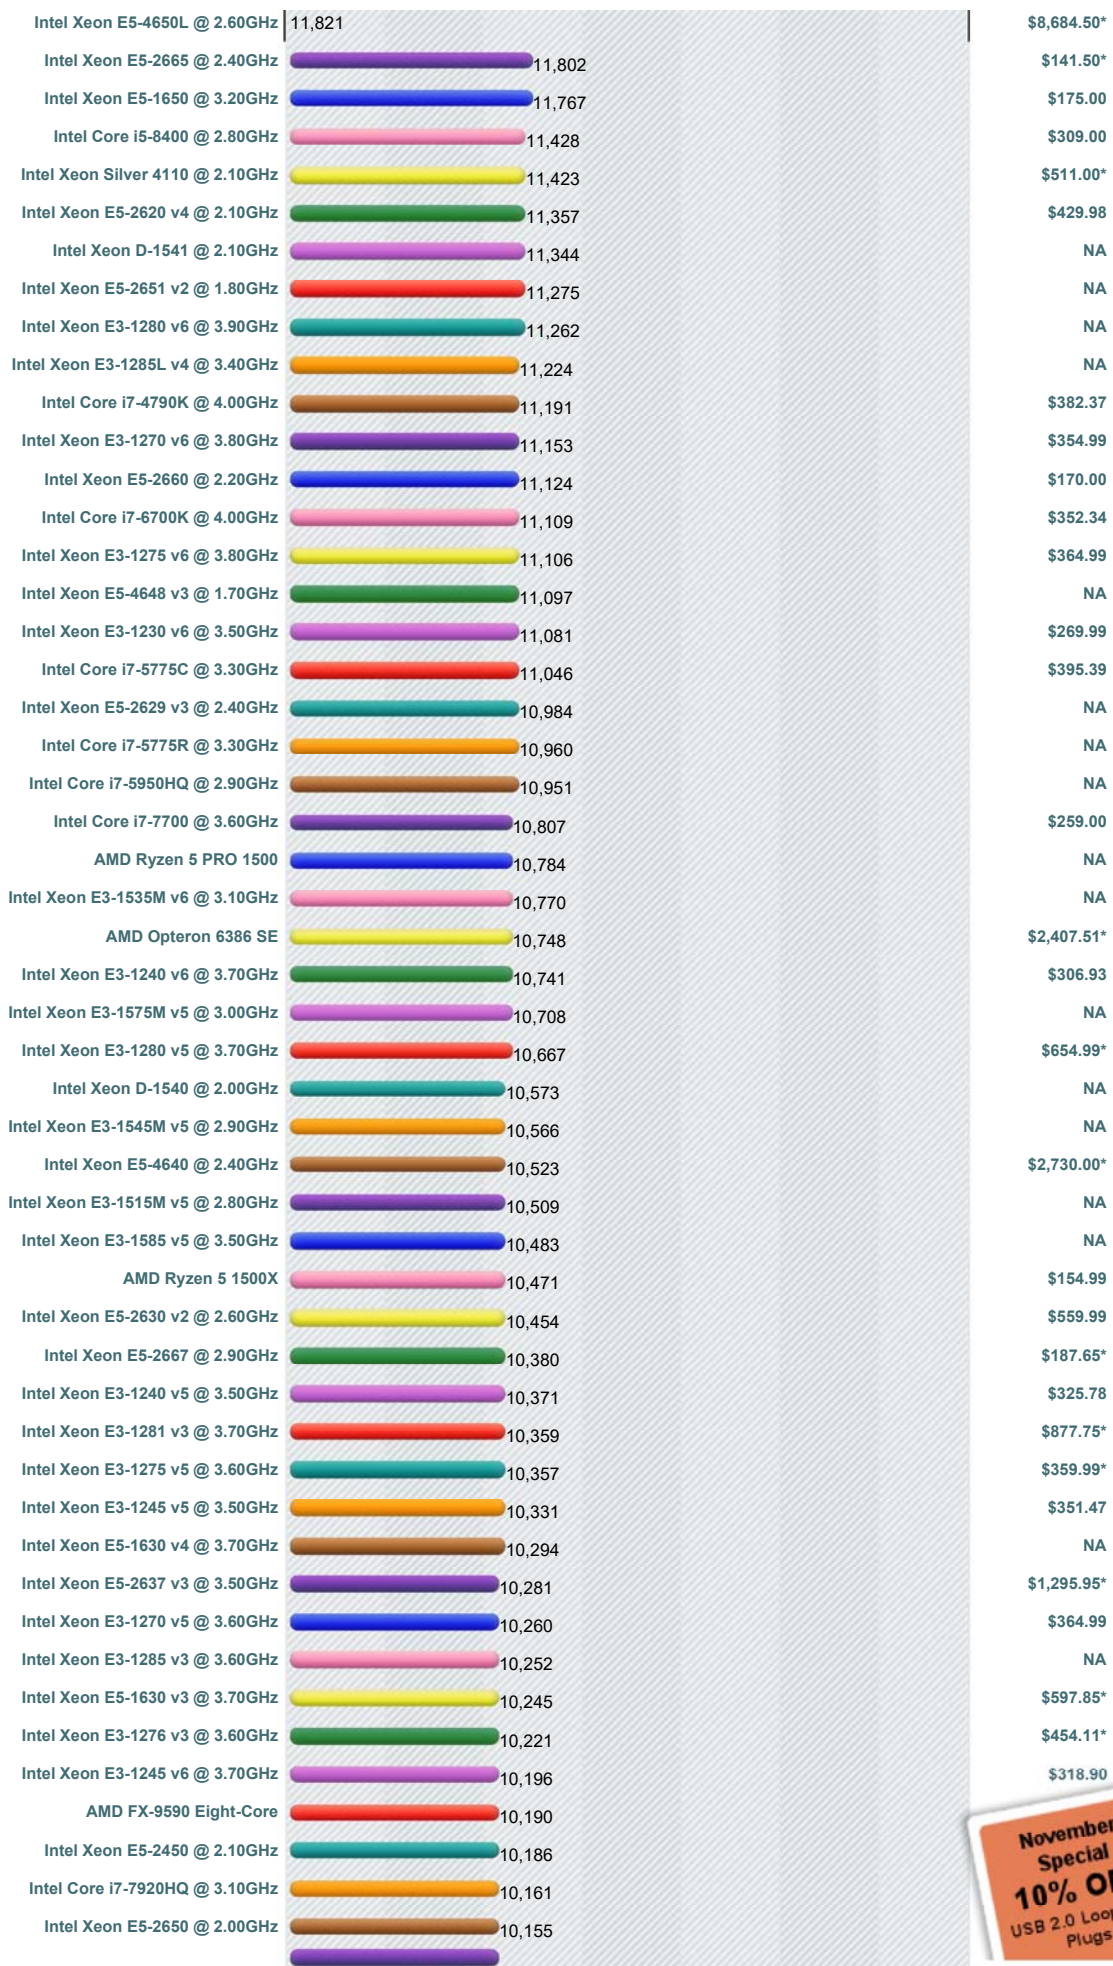 Intel Xeon E5-4650L @ 2.60GHz 11,821 $8,684.50*
Intel Xeon E5-2665 @ 2.40GHz 11,802 $141.50*
Intel Xeon E5-1650 @ 3.20GHz 11,767 $175.00
Intel Core i5-8400 @ 2.80GHz 11,428 $309.00
Intel Xeon Silver 4110 @ 2.10GHz 11,423 $511.00*
Intel Xeon E5-2620 v4 @ 2.10GHz 11,357 $429.98
Intel Xeon D-1541 @ 2.10GHz 11,344 NA
Intel Xeon E5-2651 v2 @ 1.80GHz 11,275 NA
Intel Xeon E3-1280 v6 @ 3.90GHz 11,262 NA
Intel Xeon E3-1285L v4 @ 3.40GHz 11,224 NA
Intel Core i7-4790K @ 4.00GHz 11,191 $382.37
Intel Xeon E3-1270 v6 @ 3.80GHz 11,153 $354.99
Intel Xeon E5-2660 @ 2.20GHz 11,124 $170.00
Intel Core i7-6700K @ 4.00GHz 11,109 $352.34
Intel Xeon E3-1275 v6 @ 3.80GHz 11,106 $364.99
Intel Xeon E5-4648 v3 @ 1.70GHz 11,097 NA
Intel Xeon E3-1230 v6 @ 3.50GHz 11,081 $269.99
Intel Core i7-5775C @ 3.30GHz 11,046 $395.39
Intel Xeon E5-2629 v3 @ 2.40GHz 10,984 NA
Intel Core i7-5775R @ 3.30GHz 10,960 NA
Intel Core i7-5950HQ @ 2.90GHz 10,951 NA
Intel Core i7-7700 @ 3.60GHz 10,807 $259.00
AMD Ryzen 5 PRO 1500 10,784 NA
Intel Xeon E3-1535M v6 @ 3.10GHz 10,770 NA
AMD Opteron 6386 SE 10,748 $2,407.51*
Intel Xeon E3-1240 v6 @ 3.70GHz 10,741 $306.93
Intel Xeon E3-1575M v5 @ 3.00GHz 10,708 NA
Intel Xeon E3-1280 v5 @ 3.70GHz 10,667 $654.99*
Intel Xeon D-1540 @ 2.00GHz 10,573 NA
Intel Xeon E3-1545M v5 @ 2.90GHz 10,566 NA
Intel Xeon E5-4640 @ 2.40GHz 10,523 $2,730.00*
Intel Xeon E3-1515M v5 @ 2.80GHz 10,509 NA
Intel Xeon E3-1585 v5 @ 3.50GHz 10,483 NA
AMD Ryzen 5 1500X 10,471 $154.99
Intel Xeon E5-2630 v2 @ 2.60GHz 10,454 $559.99
Intel Xeon E5-2667 @ 2.90GHz 10,380 $187.65*
Intel Xeon E3-1240 v5 @ 3.50GHz 10,371 $325.78
Intel Xeon E3-1281 v3 @ 3.70GHz 10,359 $877.75*
Intel Xeon E3-1275 v5 @ 3.60GHz 10,357 $359.99*
Intel Xeon E3-1245 v5 @ 3.50GHz 10,331 $351.47
Intel Xeon E5-1630 v4 @ 3.70GHz 10,294 NA
Intel Xeon E5-2637 v3 @ 3.50GHz 10,281 $1,295.95*
Intel Xeon E3-1270 v5 @ 3.60GHz 10,260 $364.99
Intel Xeon E3-1285 v3 @ 3.60GHz 10,252 NA
Intel Xeon E5-1630 v3 @ 3.70GHz 10,245 $597.85*
Intel Xeon E3-1276 v3 @ 3.60GHz 10,221 $454.11*
Intel Xeon E3-1245 v6 @ 3.70GHz 10,196 $318.90
AMD FX-9590 Eight-Core 10,190
Intel Xeon E5-2450 @ 2.10GHz 10,186
Intel Core i7-7920HQ @ 3.10GHz 10,161
Intel Xeon E5-2650 @ 2.00GHz 10,155
November
Special
10%
USB 2.0
Plugs